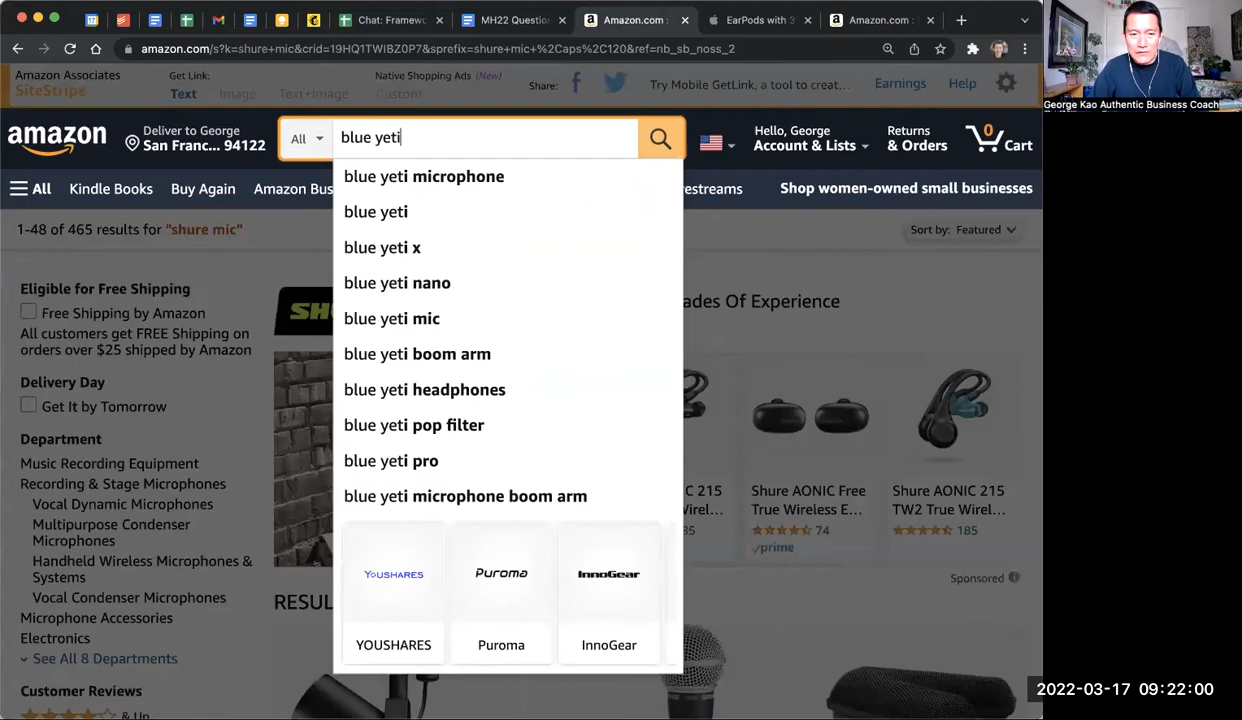 Chat: Framewo
MH22 Question
Amazon.com :
EarPods with 3
Amazon.com :
amazon.com/s?k=shure+mic&crid=19HQ1TWIBZ0P7&sprefix=shure+mic+%2Caps%2C120&ref=nb_sb_noss_2
George Kao Authentic Business Coach
Amazon Associates
SiteStripe
Get Link:
Text
Image
Text+Image
Native Shopping Ads (New)
Custom
Share:
Try Mobile GetLink, a tool to creat...
Earnings
Help
amazon
Deliver to George
San Franc... 94122
All
blue yeti
Hello, George
Account & Lists
Returns
& Orders
0
Cart
All
Kindle Books
Buy Again
Amazon Bus
restreams
Shop women-owned small businesses
1-48 of 465 results for "shure mic"
Sort by: Featured
blue yeti microphone
blue yeti
blue yeti x
blue yeti nano
blue yeti mic
blue yeti boom arm
blue yeti headphones
blue yeti pop filter
blue yeti pro
blue yeti microphone boom arm
YOUSHARES
PUROMA
InnoGear
YOUSHARES
Puroma
InnoGear
Eligible for Free Shipping
Free Shipping by Amazon
All customers get FREE Shipping on
orders over $25 shipped by Amazon
Delivery Day
Get It by Tomorrow
Department
Music Recording Equipment
Recording & Stage Microphones
Vocal Dynamic Microphones
Multipurpose Condenser
Microphones
Handheld Wireless Microphones &
Systems
Vocal Condenser Microphones
Microphone Accessories
Electronics
See All 8 Departments
Customer Reviews
& Up
SH
ades Of Experience
C 215
irel...
85
Shure AONIC Free
True Wireless E...
74
prime
Shure AONIC 215
TW2 True Wirel...
185
Sponsored
RESUL
2022-03-17 09:22:00